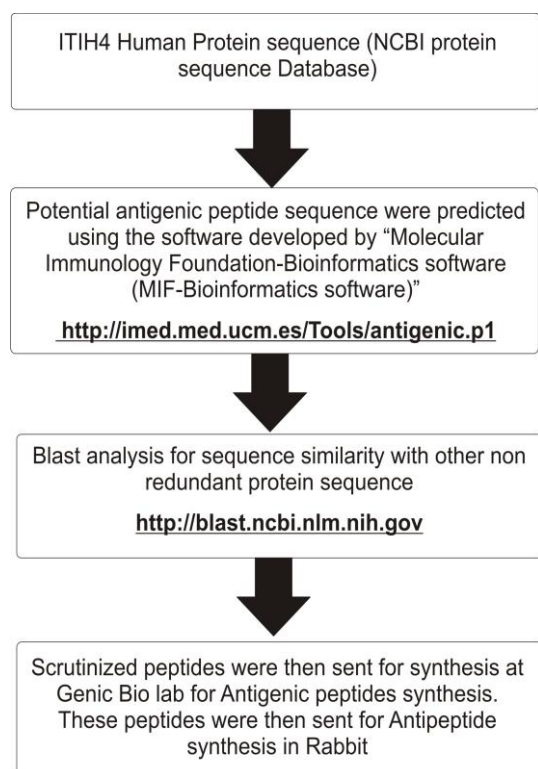 ITIH4 Human Protein sequence (NCBI protein
sequence Database)
Potential antigenic peptide sequence were predicted
using the software developed by “Molecular
Immunology Foundation-Bioinformatics software
(MIF-Bioinformatics software)”
http://imed.med.ucm.es/Tools/antigenic.p1
Blast analysis for sequence similarity with other non
redundant protein sequence
http://blast.ncbi.nlm.nih.gov
Scrutinized peptides were then sent for synthesis at
Genic Bio lab for Antigenic peptides synthesis.
These peptides were then sent for Antipeptide
synthesis in Rabbit